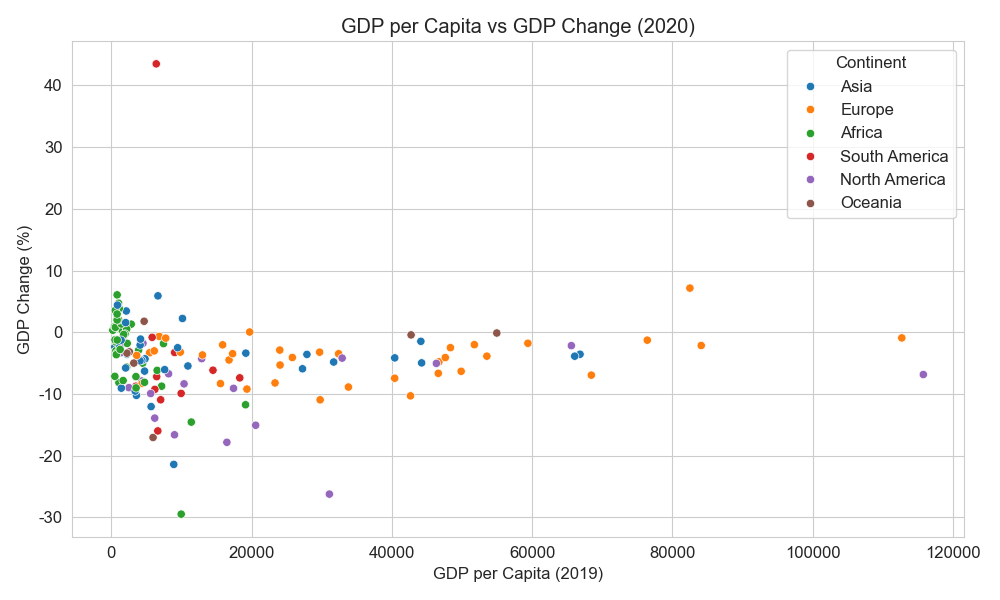 GDP per Capita vs GDP Change (2020)
Continent
Asia
Europe
Africa
South America
North America
Oceania
GDP Change (%)
40
30
20
10
0
-10
-20
-30
0 20000 40000 60000 80000 100000 120000
GDP per Capita (2019)